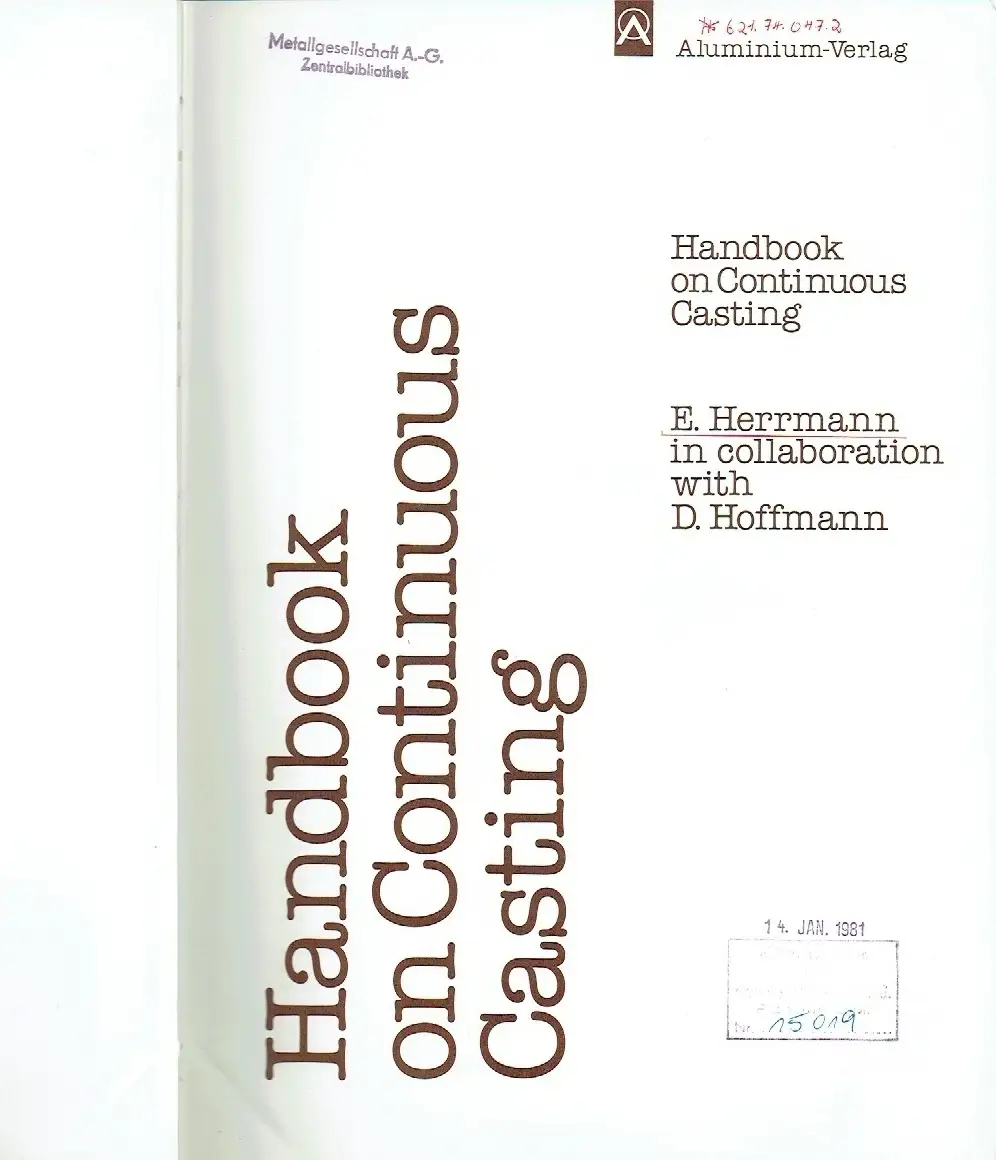 Metallgesellschaft A.-G.
Zentralbibliothek
621.74.047.2
Aluminium-Verlag
Handbook
on Continuous
Casting
E. Herrmann
in collaboration
with
D. Hoffmann
Handbook
on Continuous
Casting
14. JAN. 1981
Nr. 15019